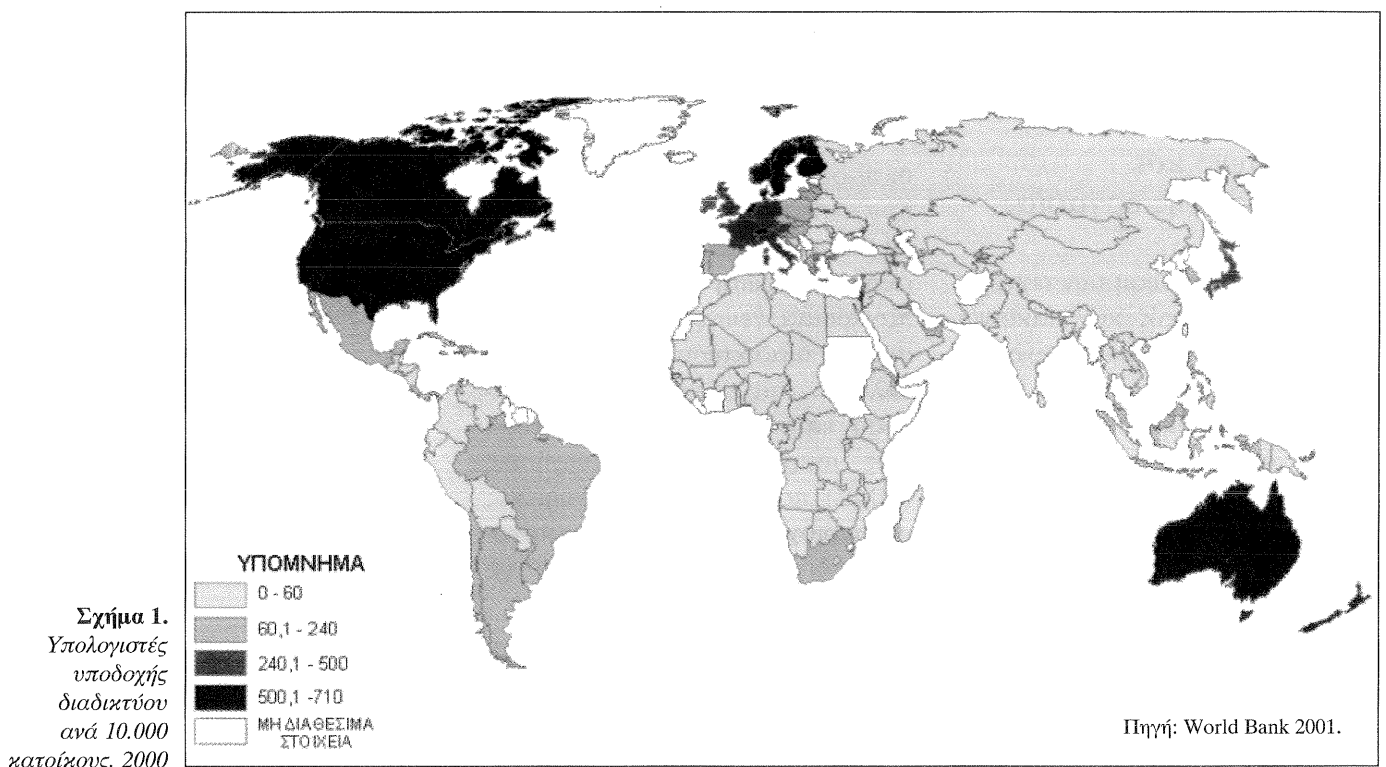 ΥΠΟΜΝΗΜΑ
0 - 60
60,1 - 240
240,1 - 500
500,1 -710
ΜΗ ΔΙΑΘΕΣΙΜΑ
ΣΤΟΙΧΕΙΑ
Πηγή: World Bank 2001.
Σχήμα 1.
Υπολογιστές
υποδοχής
διαδικτύου
ανά 10.000
κατοίκους, 2000